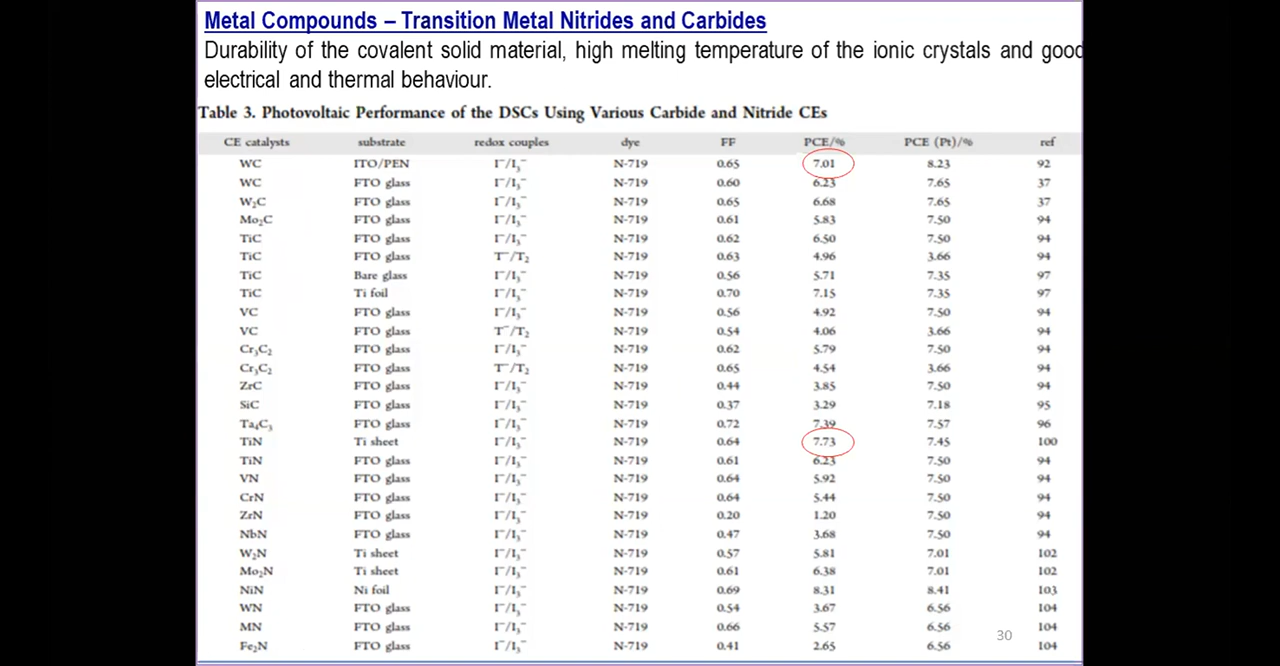 Metal Compounds – Transition Metal Nitrides and Carbides
Durability of the covalent solid material, high melting temperature of the ionic crystals and good
electrical and thermal behaviour.
Table 3. Photovoltaic Performance of the DSCs Using Various Carbide and Nitride CEs
CE catalysts substrate redox couples dye FF PCE/% PCE (Pt)/% ref
WC ITO/PEN I⁻/I₃⁻ N-719 0.65 7.01 8.23 92
WC FTO glass I⁻/I₃⁻ N-719 0.60 6.23 7.65 37
W₂C FTO glass I⁻/I₃⁻ N-719 0.65 6.68 7.65 37
Mo₂C FTO glass I⁻/I₃⁻ N-719 0.61 5.83 7.50 94
TiC FTO glass I⁻/I₃⁻ N-719 0.62 6.50 7.50 94
TiC FTO glass T⁻/T₂ N-719 0.63 4.96 3.66 94
TiC Bare glass I⁻/I₃⁻ N-719 0.56 5.71 7.35 97
TiC Ti foil I⁻/I₃⁻ N-719 0.70 7.15 7.35 97
VC FTO glass I⁻/I₃⁻ N-719 0.56 4.92 7.50 94
VC FTO glass T⁻/T₂ N-719 0.54 4.06 3.66 94
Cr₃C₂ FTO glass I⁻/I₃⁻ N-719 0.62 5.79 7.50 94
Cr₃C₂ FTO glass T⁻/T₂ N-719 0.65 4.54 3.66 94
ZrC FTO glass I⁻/I₃⁻ N-719 0.44 3.85 7.50 94
SiC FTO glass I⁻/I₃⁻ N-719 0.37 3.29 7.18 95
Ta₄C₃ FTO glass I⁻/I₃⁻ N-719 0.72 7.39 7.57 96
TiN Ti sheet I⁻/I₃⁻ N-719 0.64 7.73 7.45 100
TiN FTO glass I⁻/I₃⁻ N-719 0.61 6.23 7.50 94
VN FTO glass I⁻/I₃⁻ N-719 0.64 5.92 7.50 94
CrN FTO glass I⁻/I₃⁻ N-719 0.64 5.44 7.50 94
ZrN FTO glass I⁻/I₃⁻ N-719 0.20 1.20 7.50 94
NbN FTO glass I⁻/I₃⁻ N-719 0.47 3.68 7.50 94
W₂N Ti sheet I⁻/I₃⁻ N-719 0.57 5.81 7.01 102
Mo₂N Ti sheet I⁻/I₃⁻ N-719 0.61 6.38 7.01 102
NiN Ni foil I⁻/I₃⁻ N-719 0.69 8.31 8.41 103
WN FTO glass I⁻/I₃⁻ N-719 0.54 3.67 6.56 104
MN FTO glass I⁻/I₃⁻ N-719 0.66 5.57 6.56 104
Fe₂N FTO glass I⁻/I₃⁻ N-719 0.41 2.65 6.56 104
30